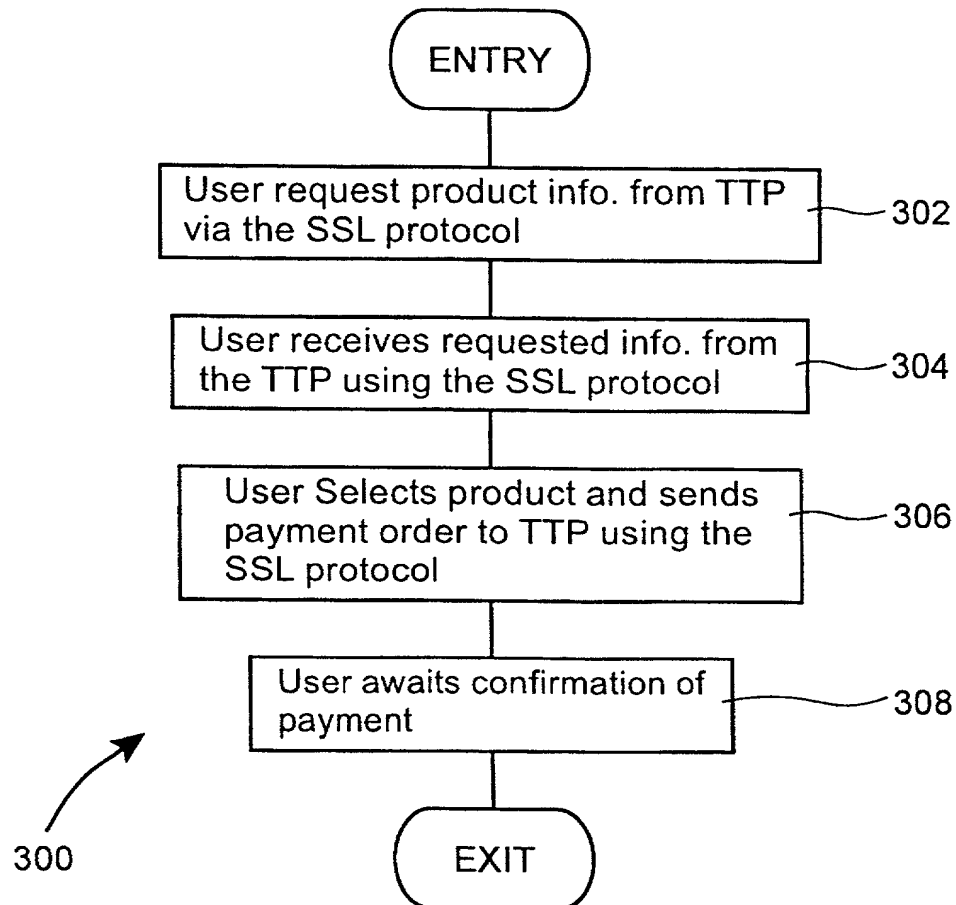 ENTRY
User request product info. from TTP
via the SSL protocol
302
User receives requested info. from
the TTP using the SSL protocol
304
User Selects product and sends
payment order to TTP using the
SSL protocol
306
User awaits confirmation of
payment
308
300
EXIT